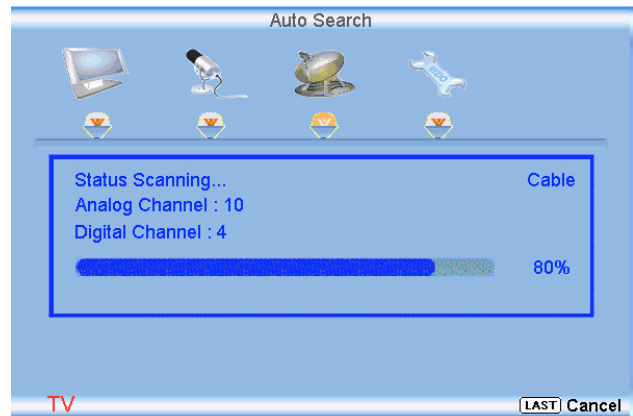 Auto Search
Status Scanning... Cable
Analog Channel : 10
Digital Channel : 4
80%
TV LAST Cancel